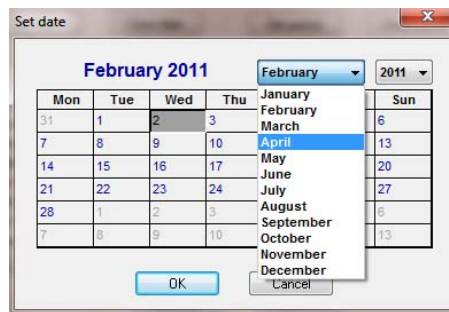 Set date
February 2011 February 2011
Mon Tue Wed Thu Sun
31 1 2 3 6
7 8 9 10 13
14 15 16 17 20
21 22 23 24 27
28 1 2 3 6
7 8 9 10 13
January
February
March
April
May
June
July
August
September
October
November
December
OK Cancel